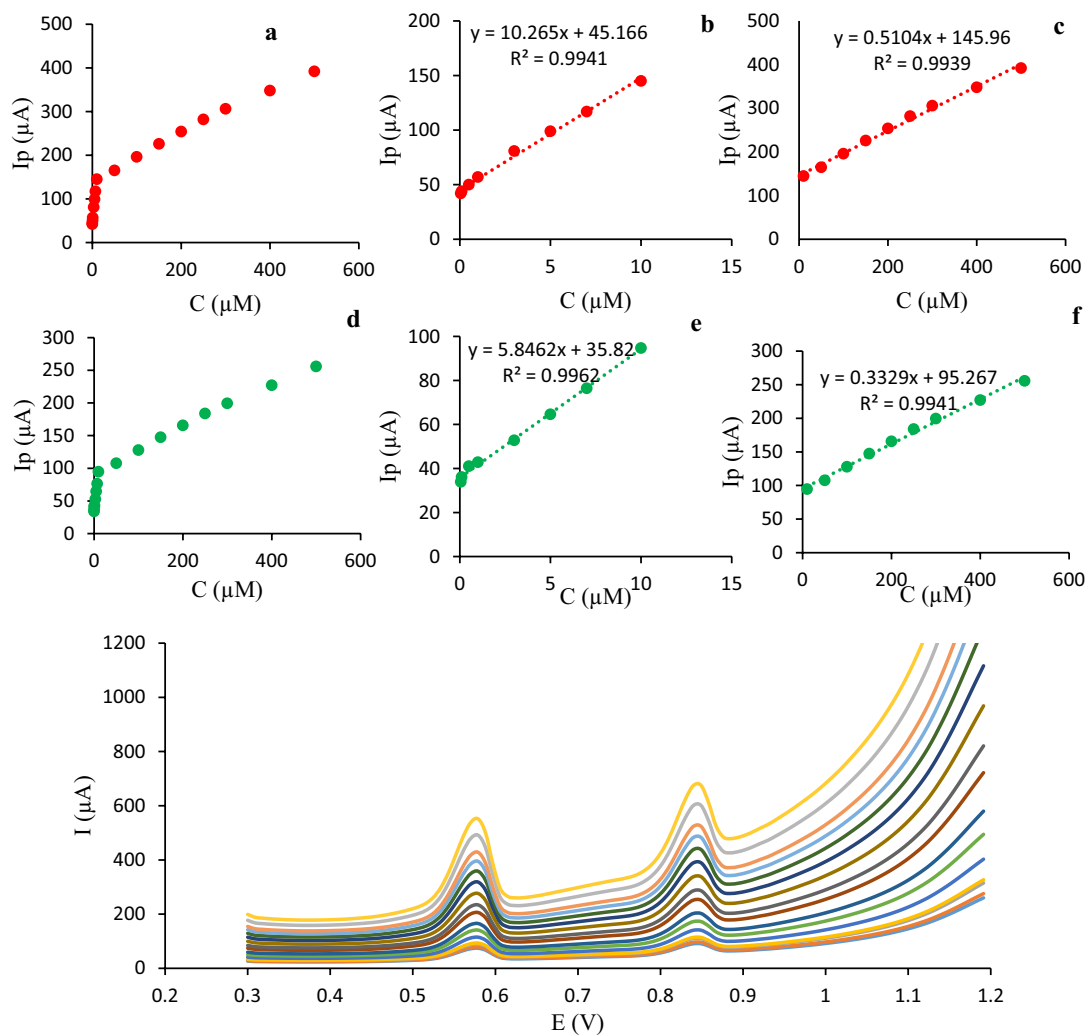 a
Ip (µA)
500
400
300
200
100
0
0 200 400 600
C (µM)
b
y = 10.265x + 45.166
R² = 0.9941
Ip (µA)
200
150
100
50
0
0 5 10 15
C (µM)
c
y = 0.5104x + 145.96
R² = 0.9939
Ip (µA)
500
400
300
200
100
0
0 200 400 600
C (µM)
d
Ip (µA)
300
250
200
150
100
50
0
0 200 400 600
C (µM)
e
y = 5.8462x + 35.82
R² = 0.9962
Ip (µA)
100
80
60
40
20
0
0 5 10 15
C (µM)
f
y = 0.3329x + 95.267
R² = 0.9941
Ip (µA)
300
250
200
150
100
50
0
0 200 400 600
C (µM)
I (µA)
1200
1000
800
600
400
200
0
0.2 0.3 0.4 0.5 0.6 0.7 0.8 0.9 1 1.1 1.2
E (V)